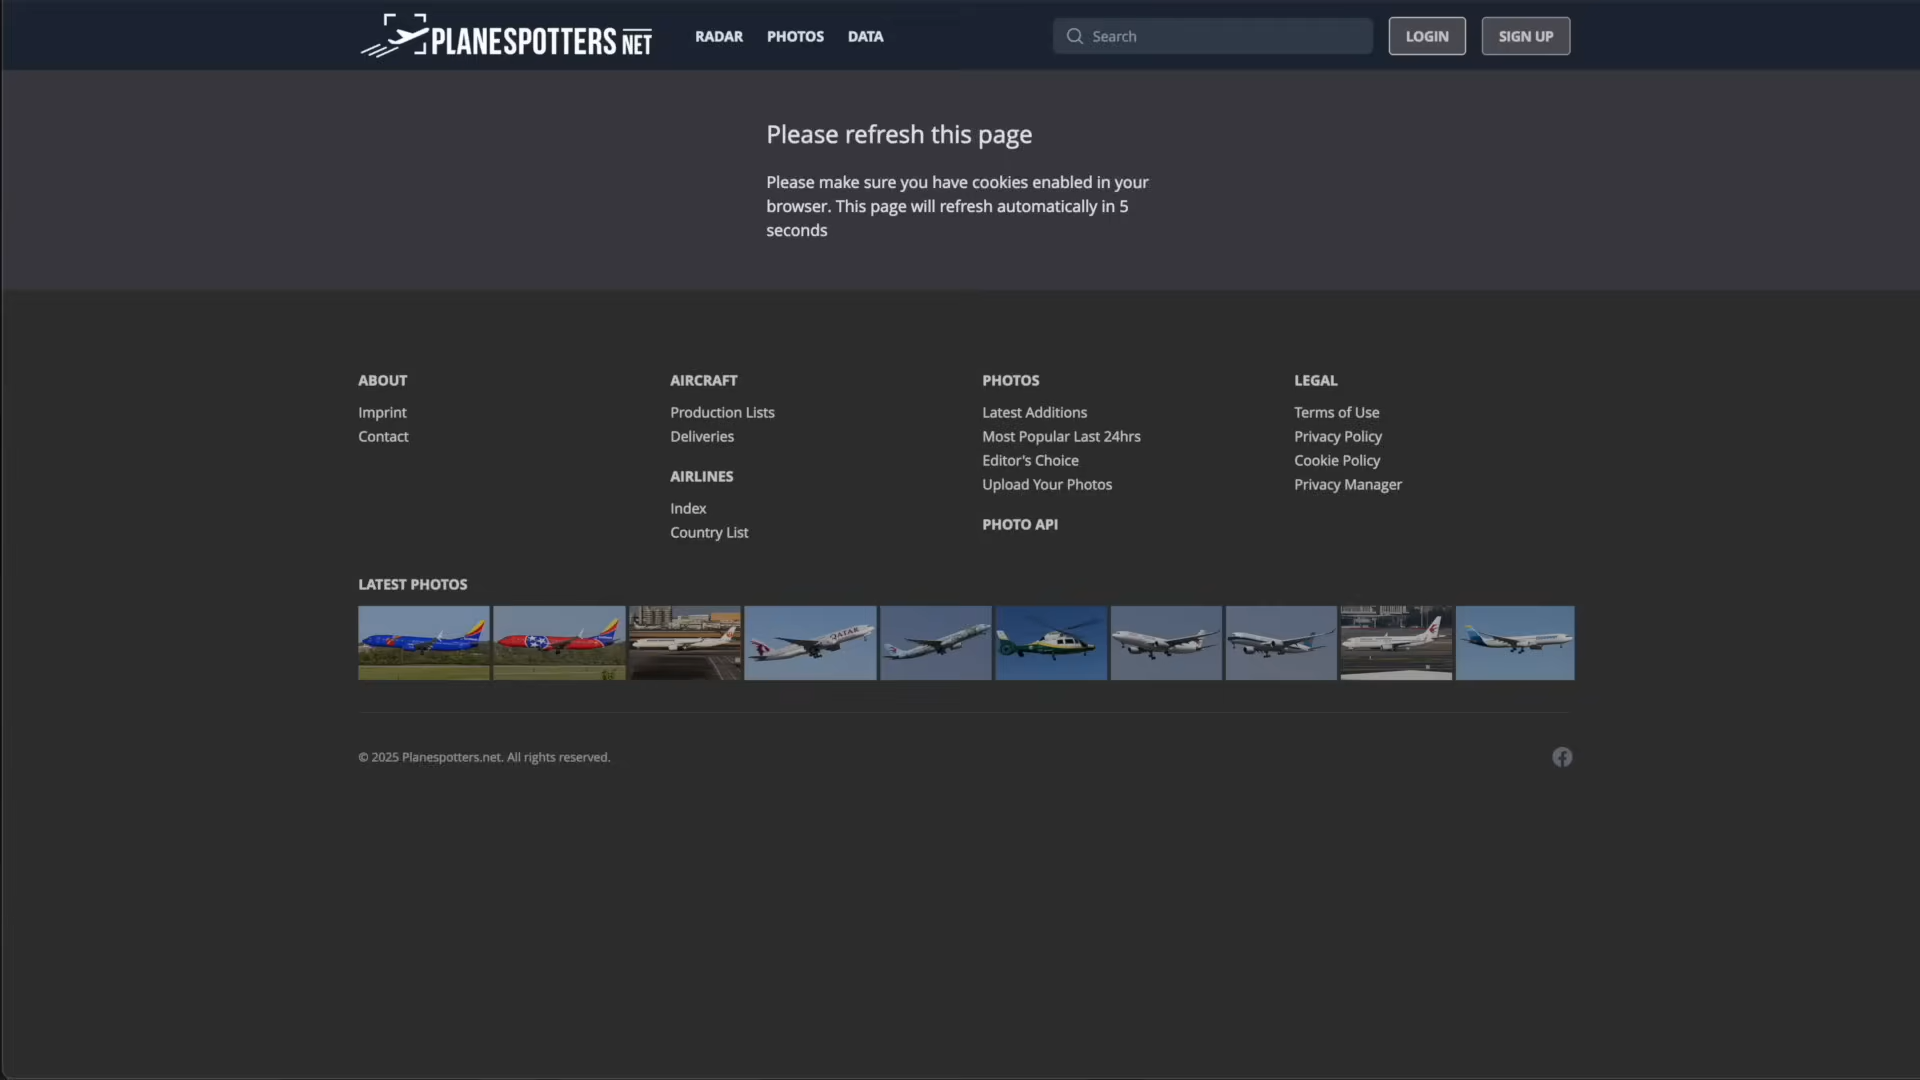 PLANESPOTTERS NET
RADAR
PHOTOS
DATA
Search
LOGIN
SIGN UP
Please refresh this page
Please make sure you have cookies enabled in your
browser. This page will refresh automatically in 5
seconds
ABOUT
Imprint
Contact
AIRCRAFT
Production Lists
Deliveries
AIRLINES
Index
Country List
PHOTOS
Latest Additions
Most Popular Last 24hrs
Editor's Choice
Upload Your Photos
PHOTO API
LEGAL
Terms of Use
Privacy Policy
Cookie Policy
Privacy Manager
LATEST PHOTOS
QATAR
© 2025 Planespotters.net. All rights reserved.